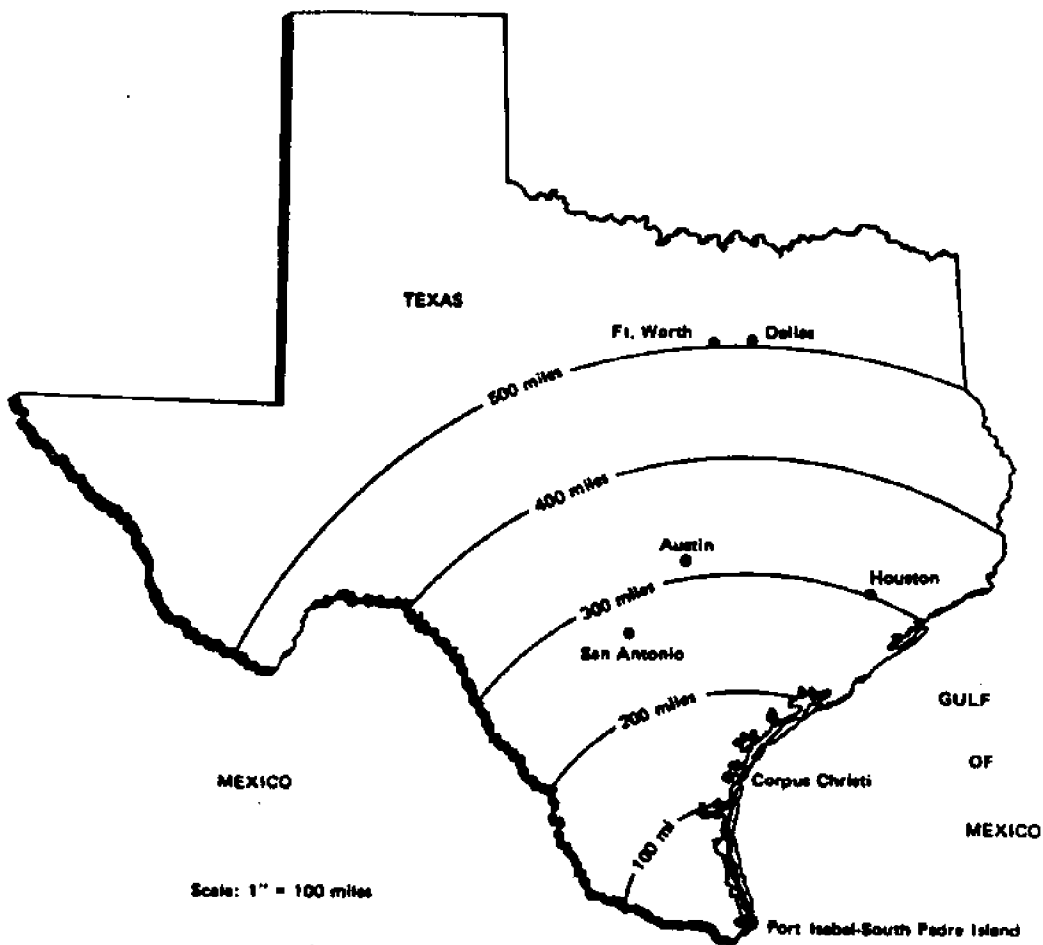 TEXAS
Ft. Worth
Dallas
500 miles
400 miles
Austin
300 miles
Houston
San Antonio
200 miles
GULF
OF
MEXICO
MEXICO
Corpus Christi
100 mi
Scale: 1" = 100 miles
Port Isabel-South Padre Island